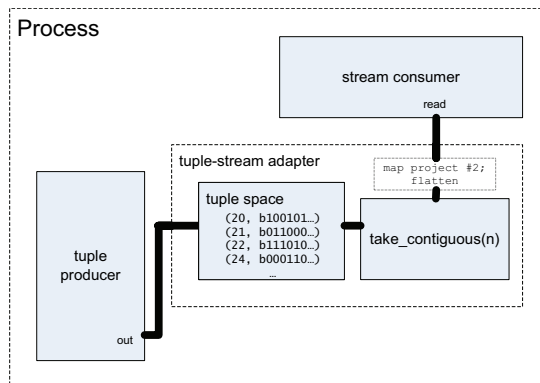 Process
stream consumer
read
tuple-stream adapter
map project #2;
flatten
tuple space
(20, b100101…)
(21, b011000…)
(22, b111010…)
(24, b000110…)
…
take_contiguous(n)
tuple
producer
out